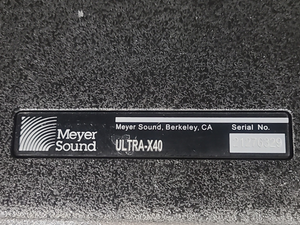 Meyer
Sound
Meyer Sound, Berkeley, CA
Serial No.
ULTRA-X40